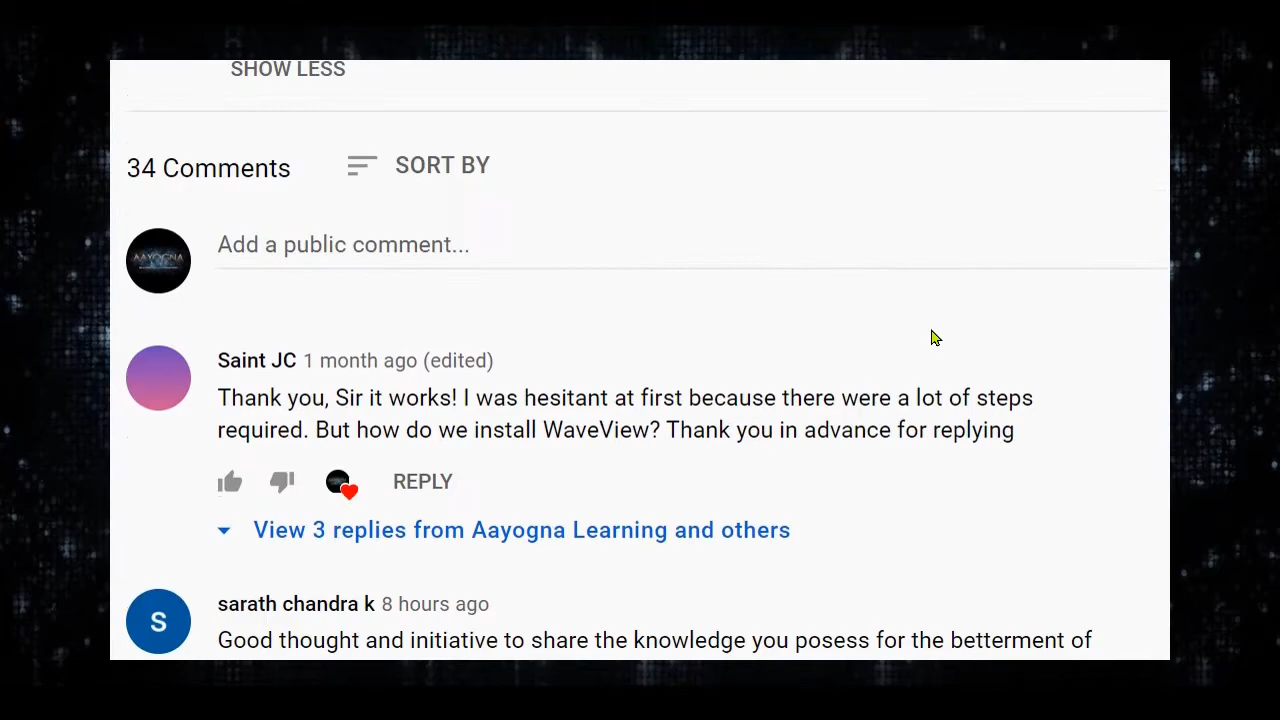 SHOW LESS
34 Comments
SORT BY
AAYOGNA
Add a public comment...
Saint JC 1 month ago (edited)
Thank you, Sir it works! I was hesitant at first because there were a lot of steps
required. But how do we install WaveView? Thank you in advance for replying
REPLY
View 3 replies from Aayogna Learning and others
S
sarath chandra k 8 hours ago
Good thought and initiative to share the knowledge you posess for the betterment of